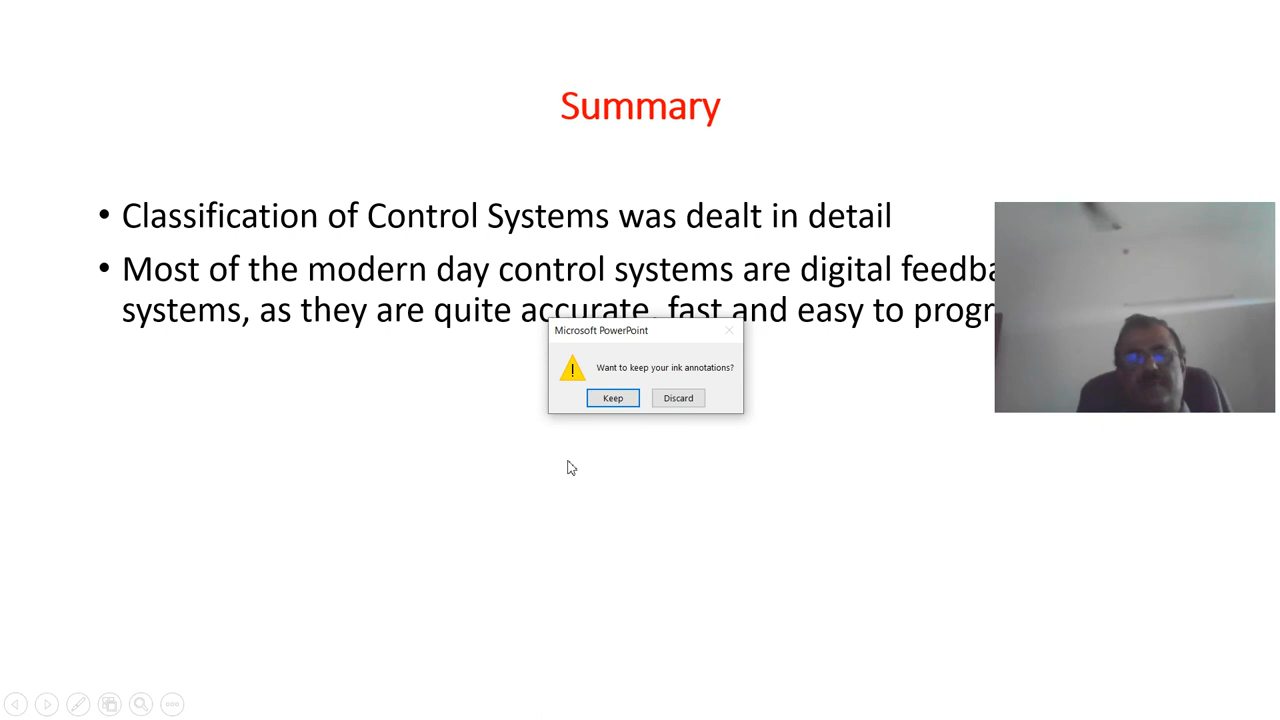 Summary
• Classification of Control Systems was dealt in detail
• Most of the modern day control systems are digital
systems, as they are quite accurate, fast and easy to
Microsoft PowerPoint
Want to keep your ink annotations?
Keep Discard